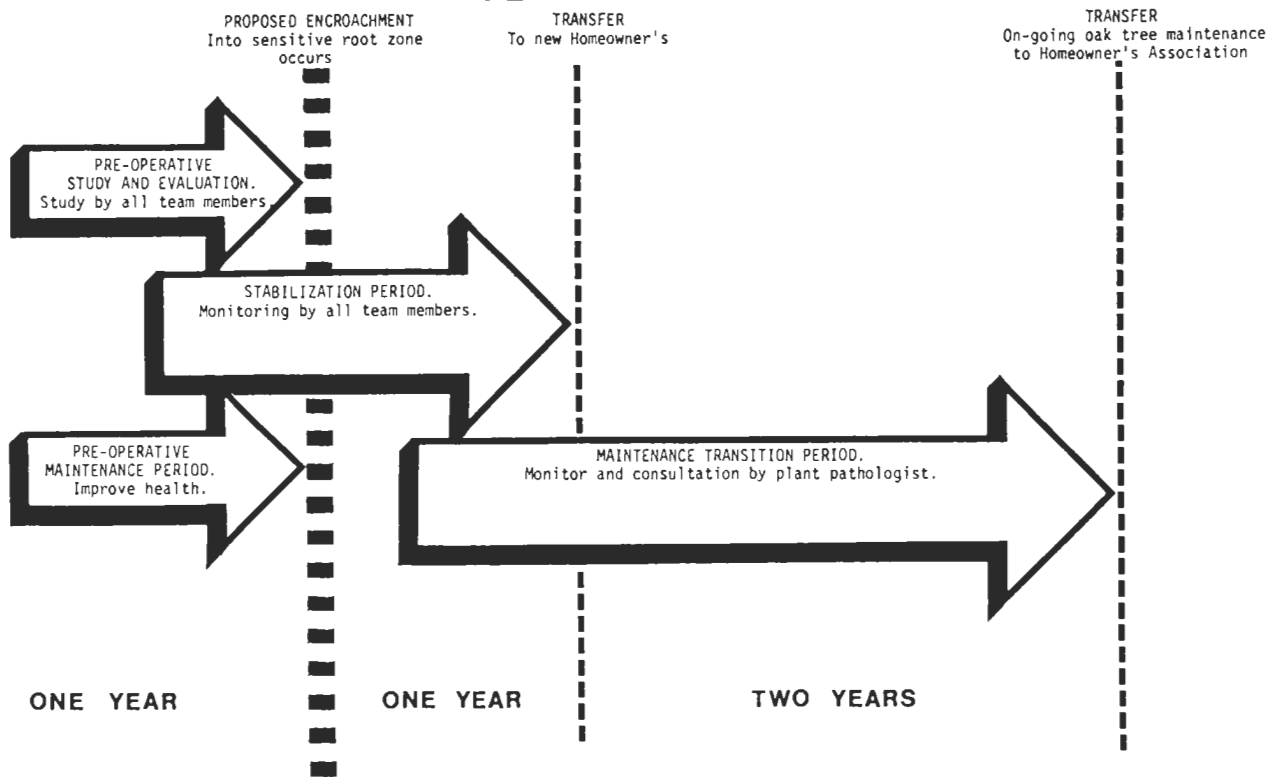 PROPOSED ENCROACHMENT
Into sensitive root zone
occurs
TRANSFER
To new Homeowner's
TRANSFER
On-going oak tree maintenance
to Homeowner's Association
PRE-OPERATIVE
STUDY AND EVALUATION.
Study by all team members.
STABILIZATION PERIOD.
Monitoring by all team members.
PRE-OPERATIVE
MAINTENANCE PERIOD.
Improve health.
MAINTENANCE TRANSITION PERIOD.
Monitor and consultation by plant pathologist.
ONE YEAR
ONE YEAR
TWO YEARS